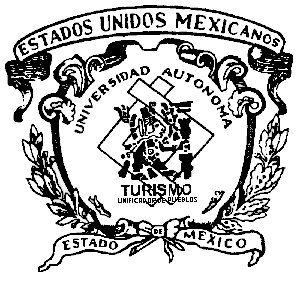 ESTADOS UNIDOS MEXICANOS
UNIVERSIDAD AUTONOMA
TURISMO
UNIFICADOR DE PUEBLOS
ESTADO DE MEXICO